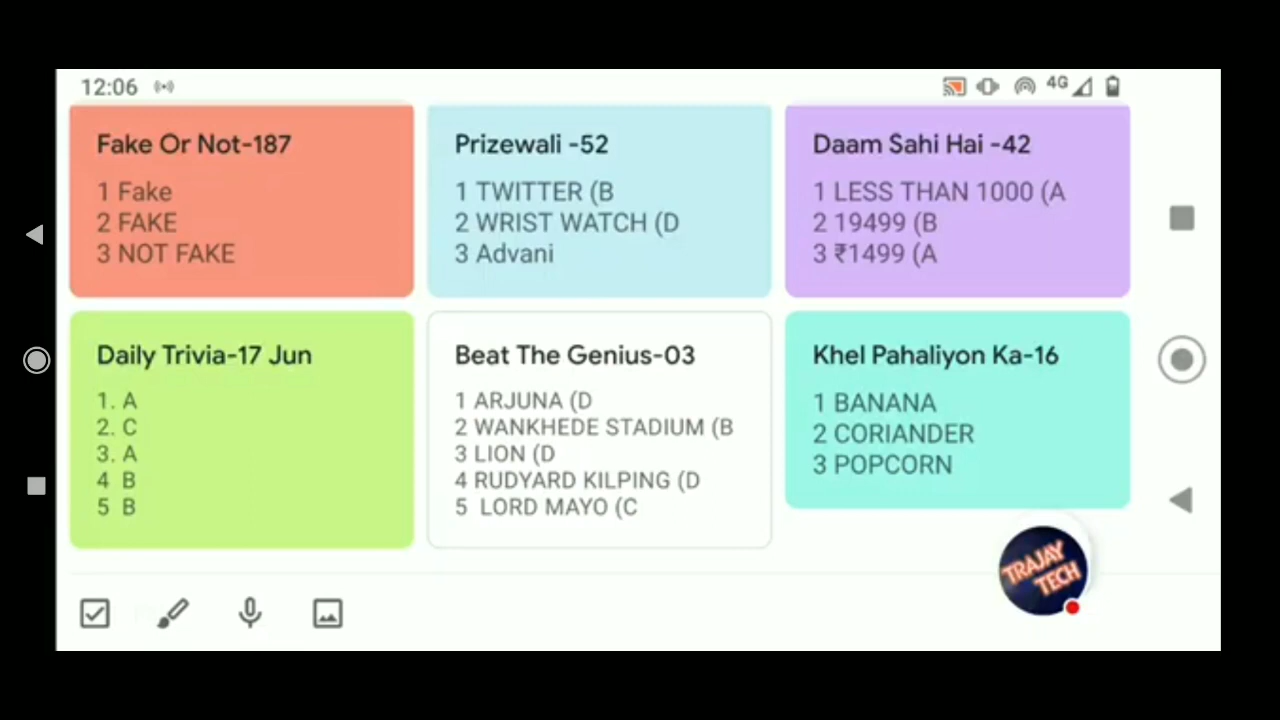 12:06
4G
Fake Or Not-187
1 Fake
2 FAKE
3 NOT FAKE
Prizewali -52
1 TWITTER (B
2 WRIST WATCH (D
3 Advani
Daam Sahi Hai -42
1 LESS THAN 1000 (A
2 19499 (B
3 ₹1499 (A
Daily Trivia-17 Jun
1. A
2. C
3. A
4 B
5 B
Beat The Genius-03
1 ARJUNA (D
2 WANKHEDE STADIUM (B
3 LION (D
4 RUDYARD KILPING (D
5 LORD MAYO (C
Khel Pahaliyon Ka-16
1 BANANA
2 CORIANDER
3 POPCORN
TRAJAY
TECH